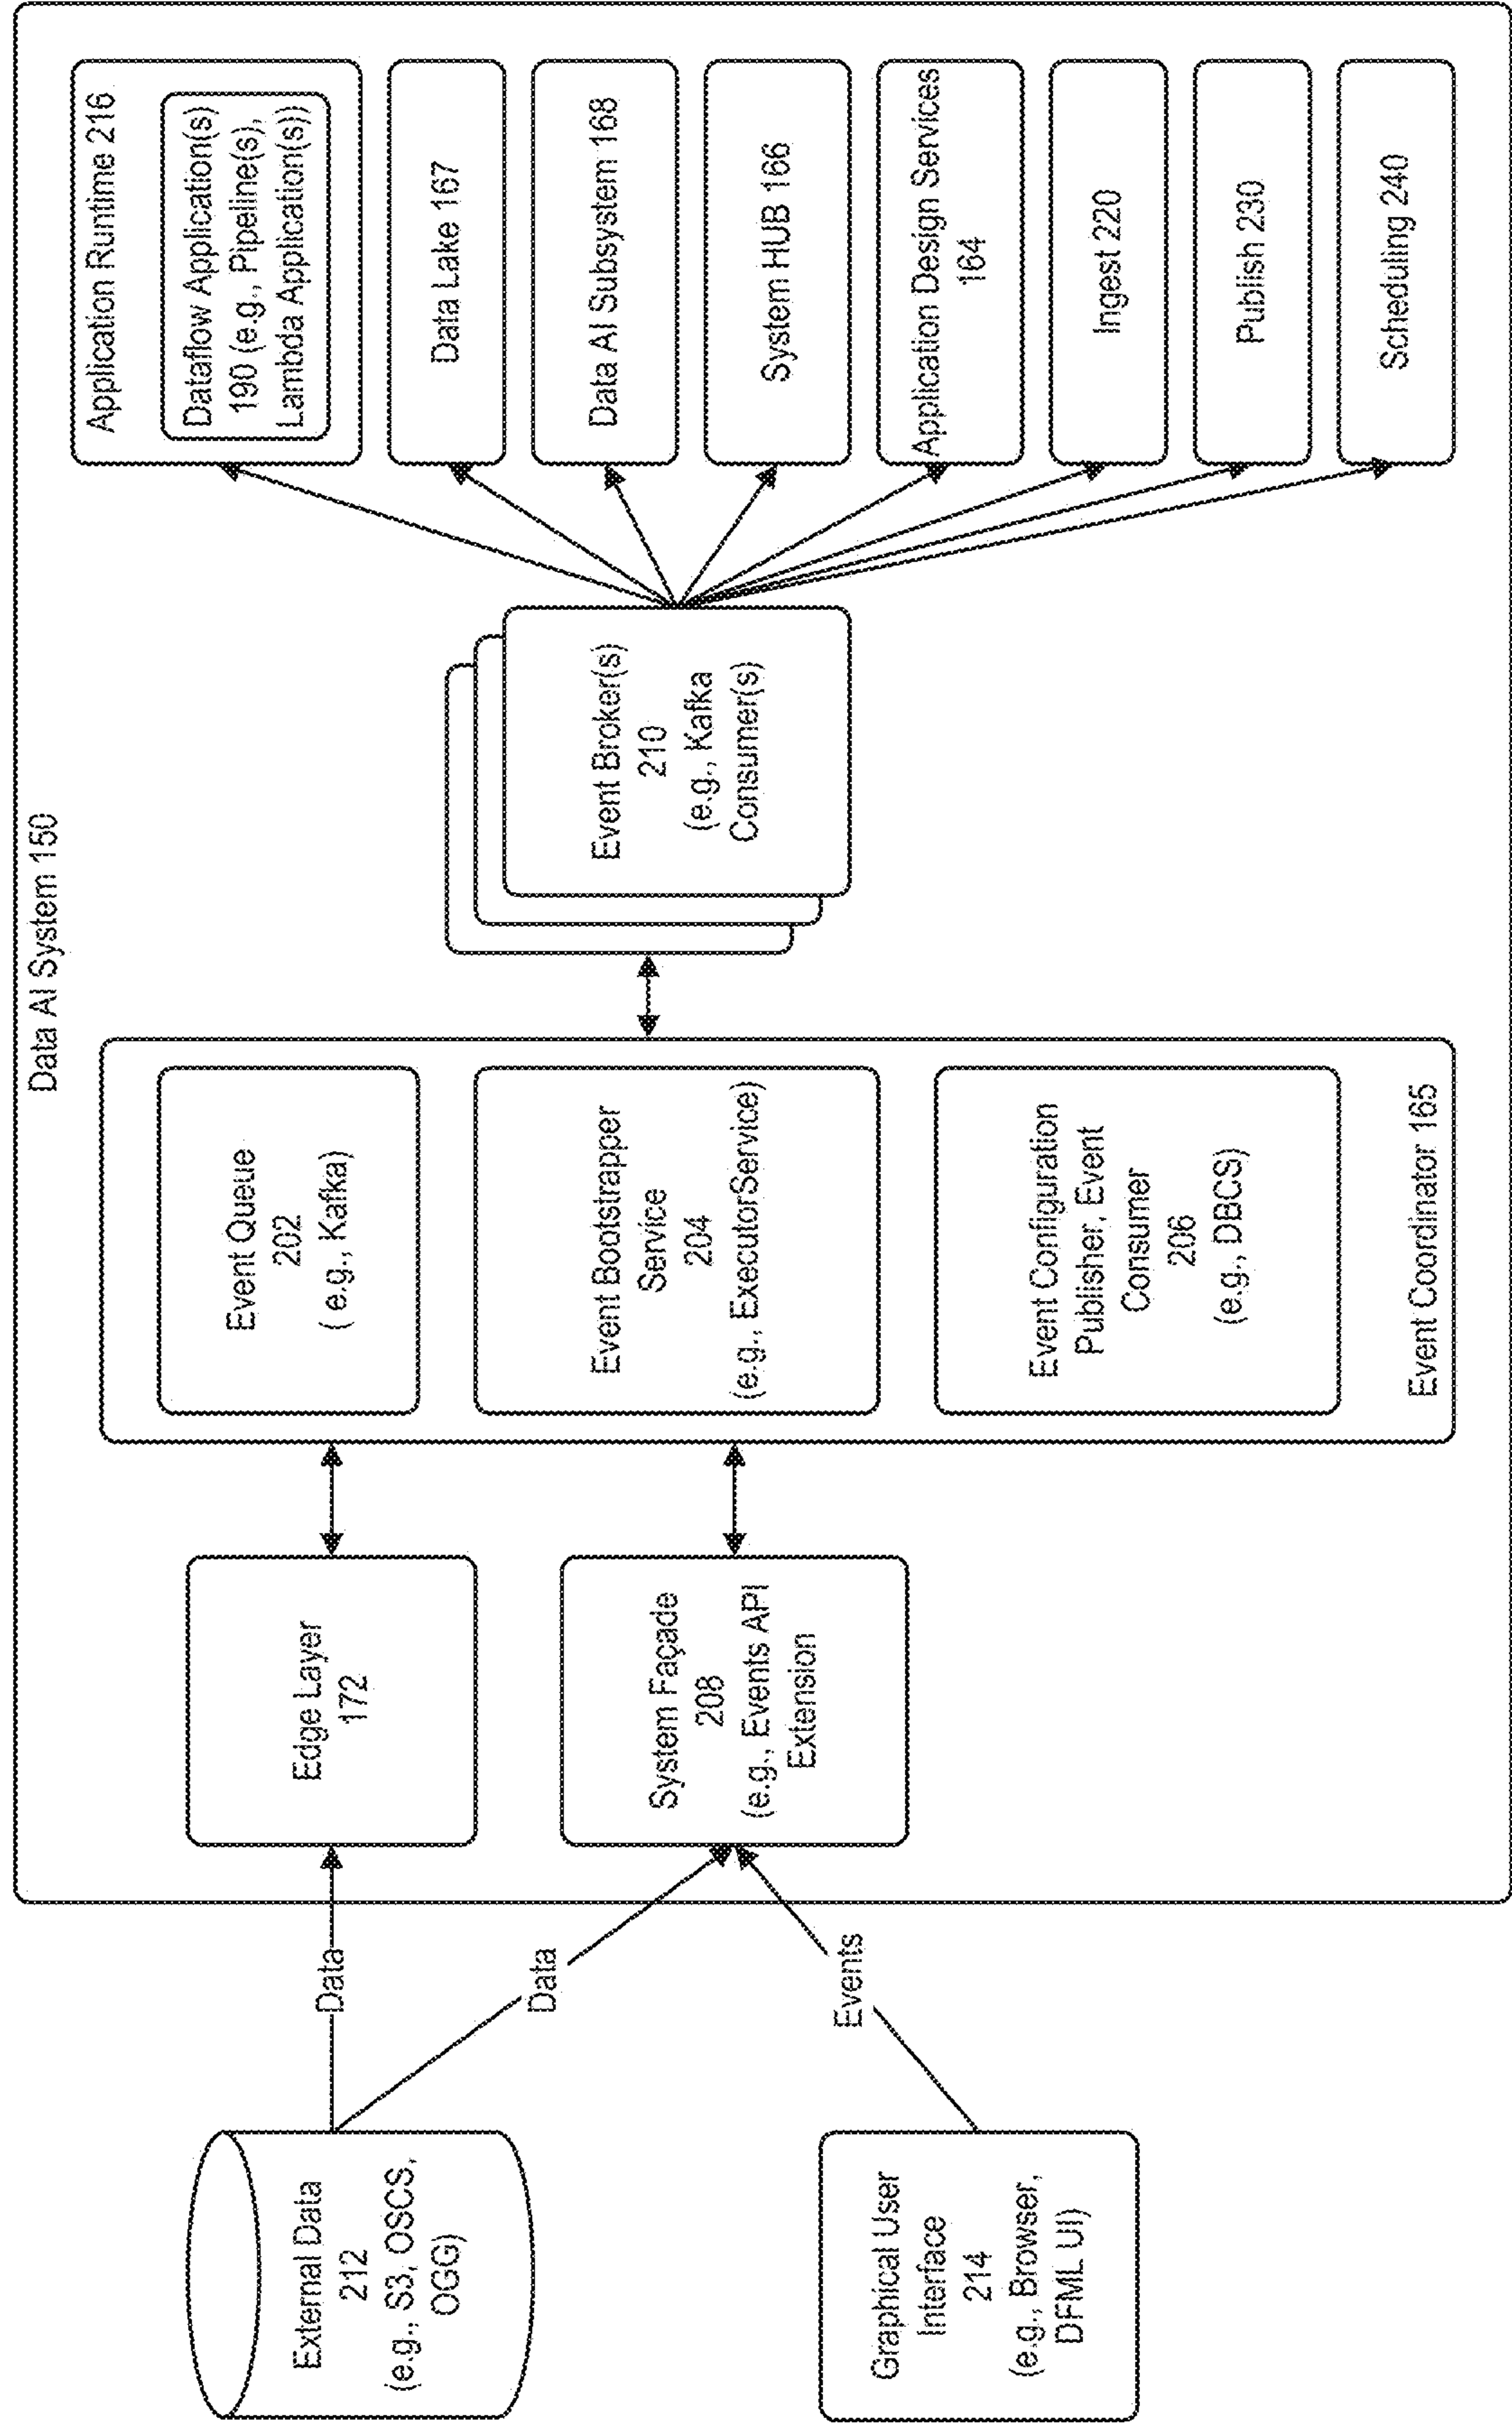 Data AI System 150
External Data
212
(e.g., S3, OSCS,
OGG)
Graphical User
Interface
214
(e.g., Browser,
DFML UI)
Data
Data
Events
Edge Layer
172
System Façade
208
(e.g., Events API
Extension
Event Queue
202
( e.g., Kafka)
Event Bootstrapper
Service
204
(e.g., ExecutorService)
Event Configuration
Publisher, Event
Consumer
206
(e.g., DBCS)
Event Coordinator 165
Event Broker(s)
210
(e.g., Kafka
Consumer(s)
Application Runtime 216
Dataflow Application(s)
190 (e.g., Pipeline(s),
Lambda Application(s))
Data Lake 167
Data AI Subsystem 168
System HUB 166
Application Design Services
164
Ingest 220
Publish 230
Scheduling 240